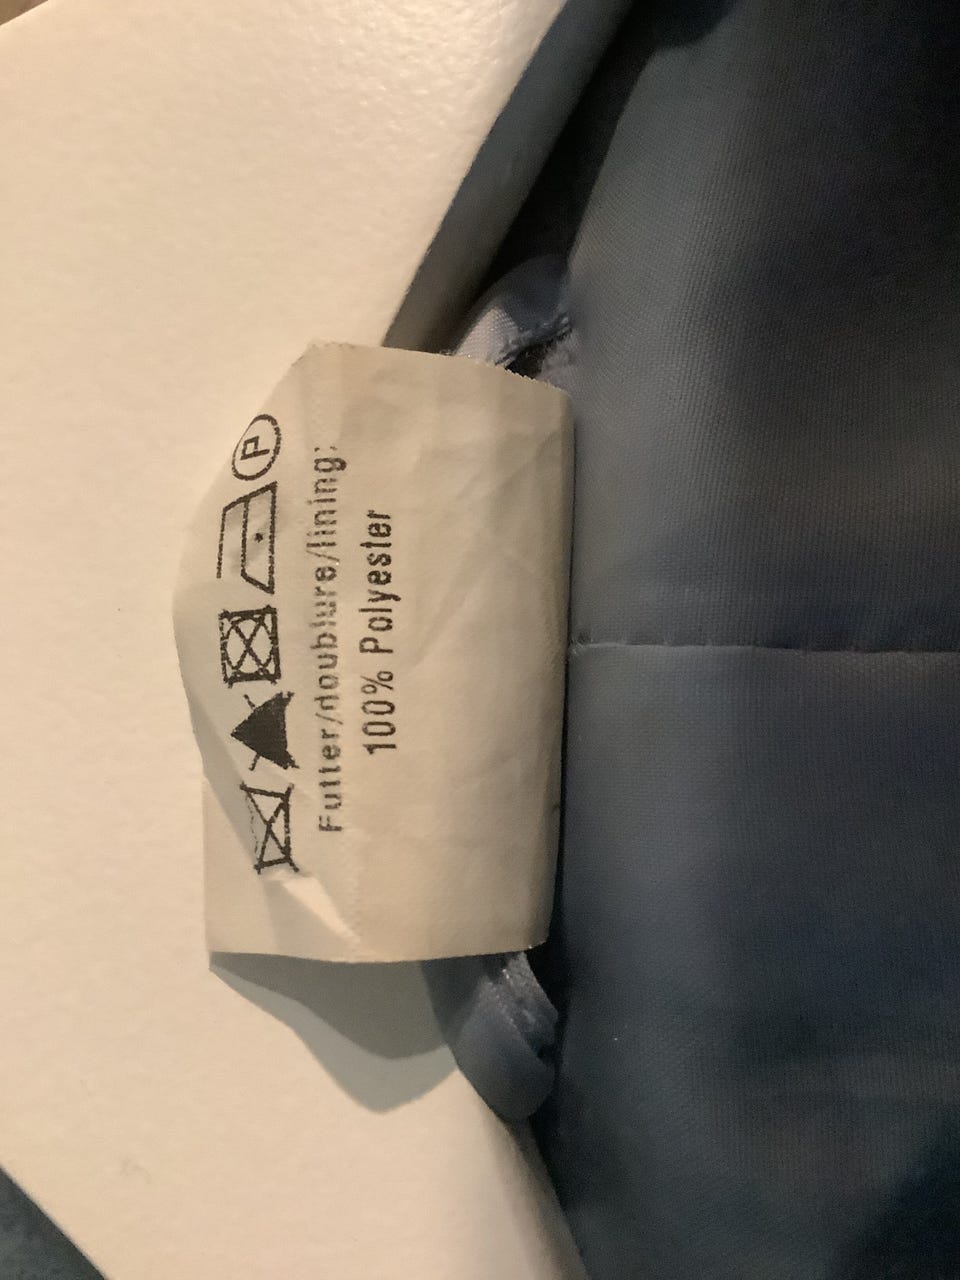 P
Futter/doublure/lining:
100% Polyester